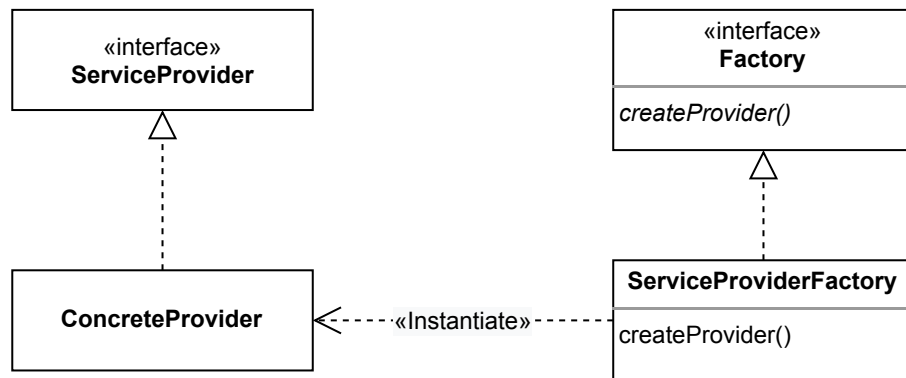 «interface»
ServiceProvider
«interface»
Factory
createProvider()
ConcreteProvider
«Instantiate»
ServiceProviderFactory
createProvider()